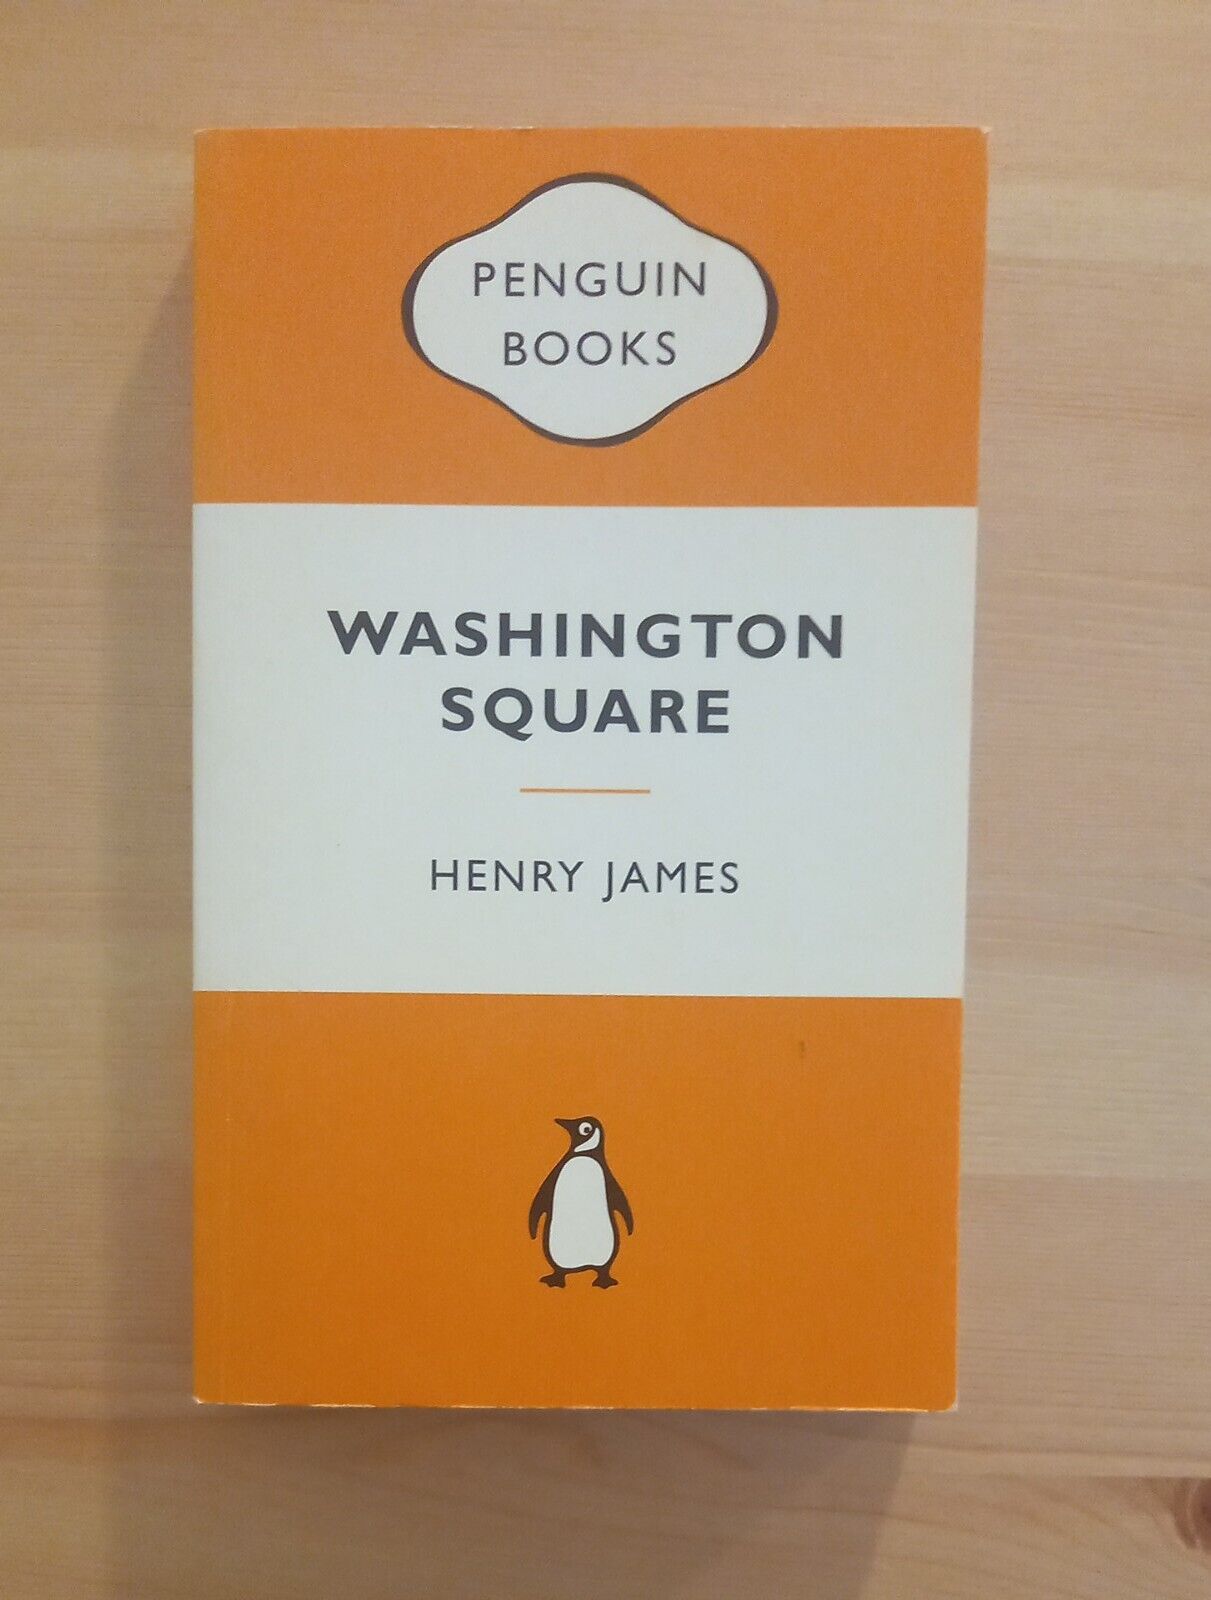 PENGUIN
BOOKS
WASHINGTON
SQUARE
HENRY JAMES